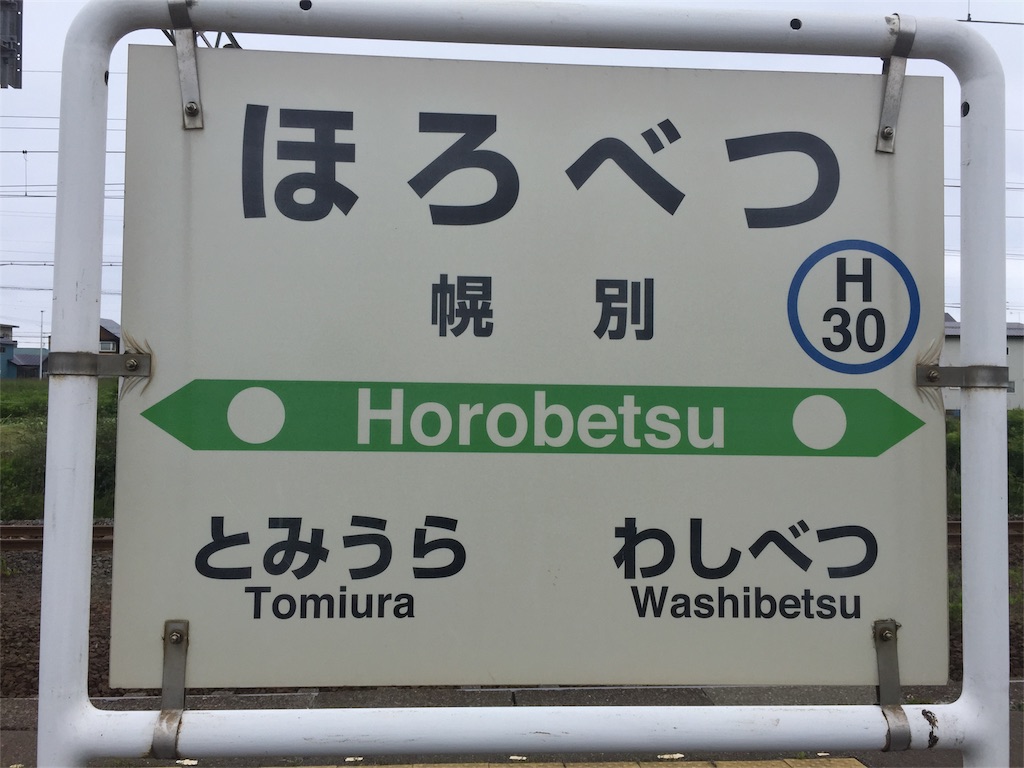 ほろべつ
幌別
H
30
Horobetsu
とみうら わしべつ
Tomiura Washibetsu